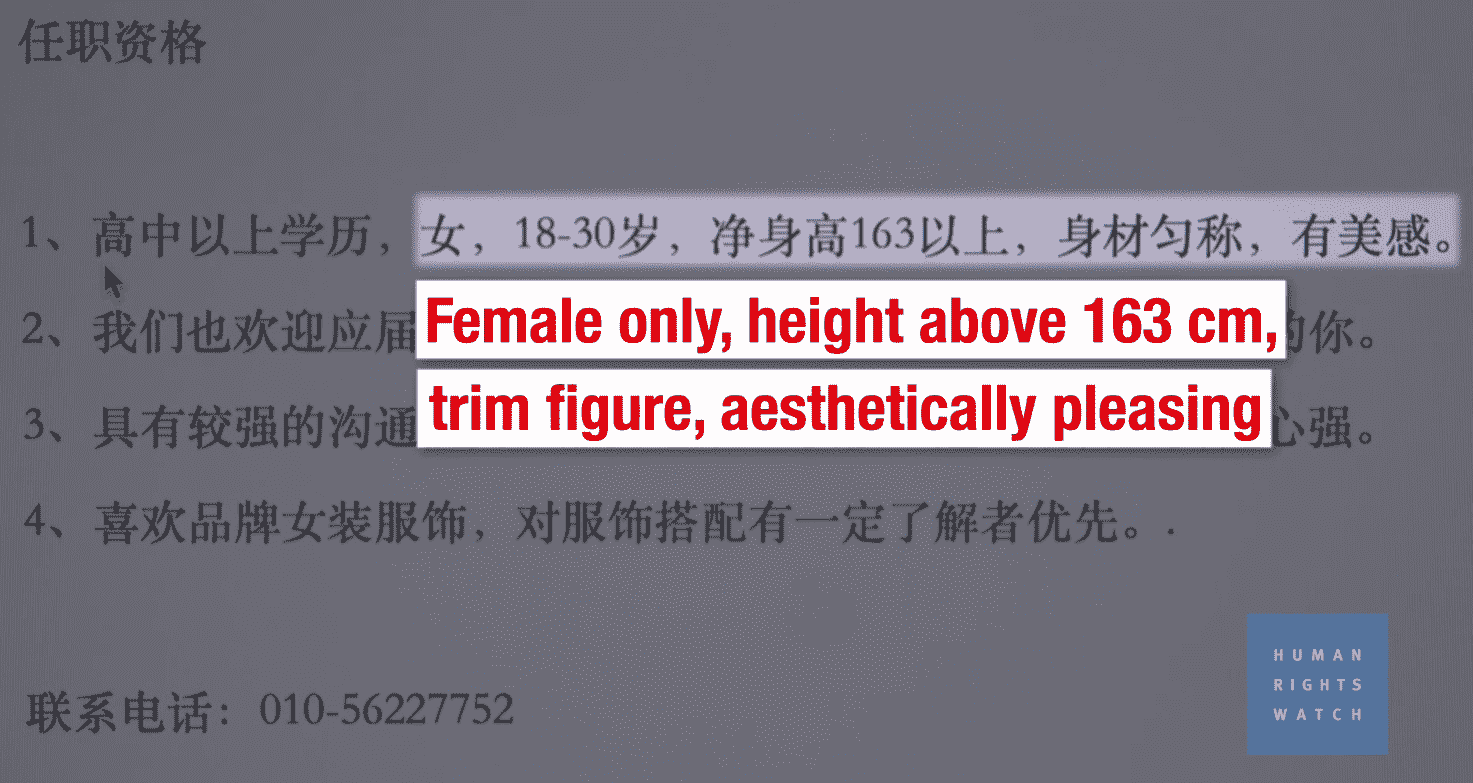 任职资格
1、高中以上学历，女，18-30岁，净身高163以上，身材匀称，有美感。
Female only, height above 163 cm,
2、我们也欢迎应届的你。
trim figure, aesthetically pleasing
3、具有较强的沟通心强。
4、喜欢品牌女装服饰，对服饰搭配有一定了解者优先。.
联系电话：010-56227752
HUMAN
RIGHTS
WATCH